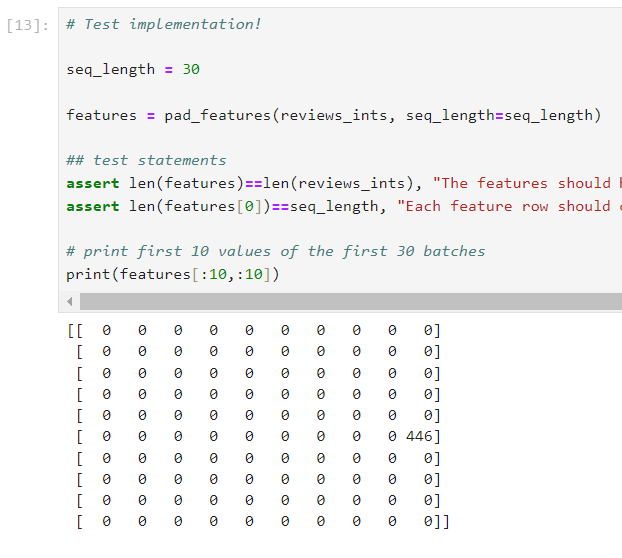 [13]: # Test implementation!
seq_length = 30
features = pad_features(reviews_ints, seq_length=seq_length)
## test statements
assert len(features)==len(reviews_ints), "The features should
assert len(features[0])==seq_length, "Each feature row should
# print first 10 values of the first 30 batches
print(features[:10,:10])
[[  0   0   0   0   0   0   0   0   0   0]
 [  0   0   0   0   0   0   0   0   0   0]
 [  0   0   0   0   0   0   0   0   0   0]
 [  0   0   0   0   0   0   0   0   0   0]
 [  0   0   0   0   0   0   0   0   0   0]
 [  0   0   0   0   0   0   0   0   0 446]
 [  0   0   0   0   0   0   0   0   0   0]
 [  0   0   0   0   0   0   0   0   0   0]
 [  0   0   0   0   0   0   0   0   0   0]
 [  0   0   0   0   0   0   0   0   0   0]]